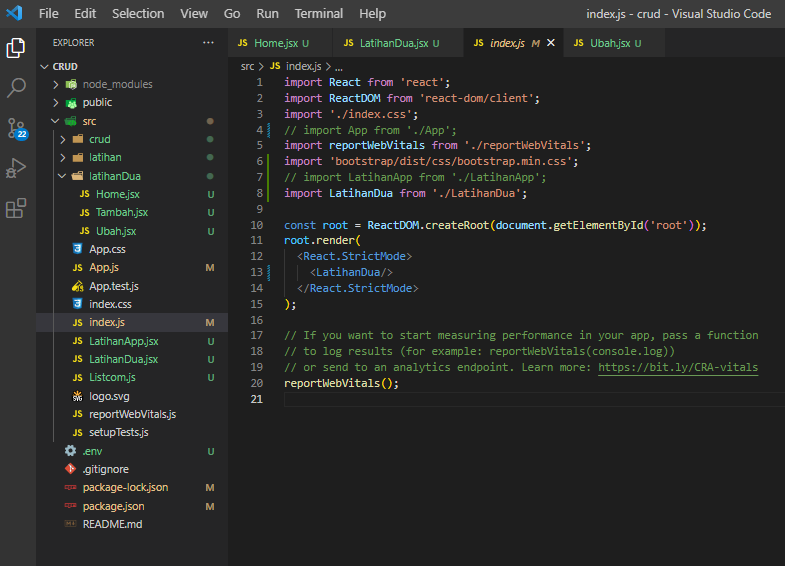 File Edit Selection View Go Run Terminal Help index.js - crud - Visual Studio Code
EXPLORER ...
CRUD
node_modules
public
src
crud
latihan
latihanDua
Home.jsx U
Tambah.jsx U
Ubah.jsx U
App.css
JS App.js M
App.test.js
index.css
JS index.js M
JS LatihanApp.jsx U
JS LatihanDua.jsx U
JS Listcom.js U
logo.svg
JS reportWebVitals.js
JS setupTests.js
.env U
.gitignore
package-lock.json M
package.json M
README.md
22
JS Home.jsx U JS LatihanDua.jsx U JS index.js M JS Ubah.jsx U
src > JS index.js > ...
1 import React from 'react';
2 import ReactDOM from 'react-dom/client';
3 import './index.css';
4 // import App from './App';
5 import reportWebVitals from './reportWebVitals';
6 import 'bootstrap/dist/css/bootstrap.min.css';
7 // import LatihanApp from './LatihanApp';
8 import LatihanDua from './LatihanDua';
9
10 const root = ReactDOM.createRoot(document.getElementById('root'));
11 root.render(
12 <React.StrictMode>
13 <LatihanDua/>
14 </React.StrictMode>
15 );
16
17 // If you want to start measuring performance in your app, pass a function
18 // to log results (for example: reportWebVitals(console.log))
19 // or send to an analytics endpoint. Learn more: https://bit.ly/CRA-vitals
20 reportWebVitals();
21